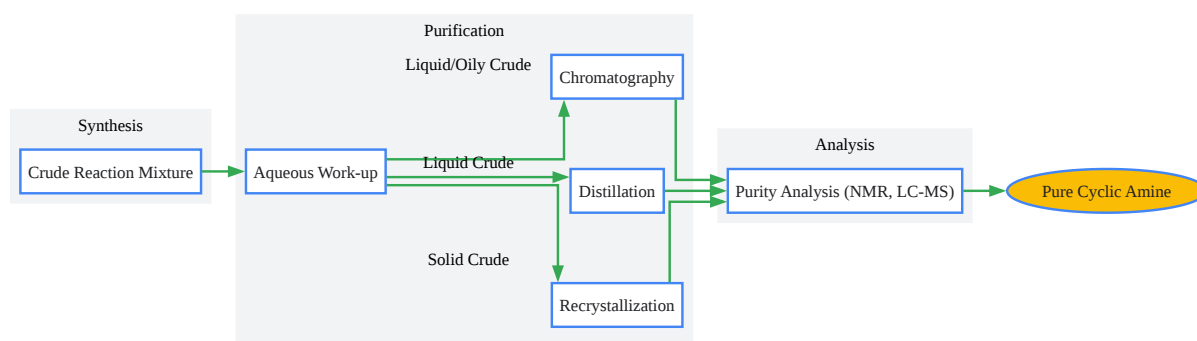 Synthesis
Crude Reaction Mixture
Purification
Aqueous Work-up
Liquid/Oily Crude
Chromatography
Liquid Crude
Distillation
Solid Crude
Recrystallization
Analysis
Purity Analysis (NMR, LC-MS)
Pure Cyclic Amine